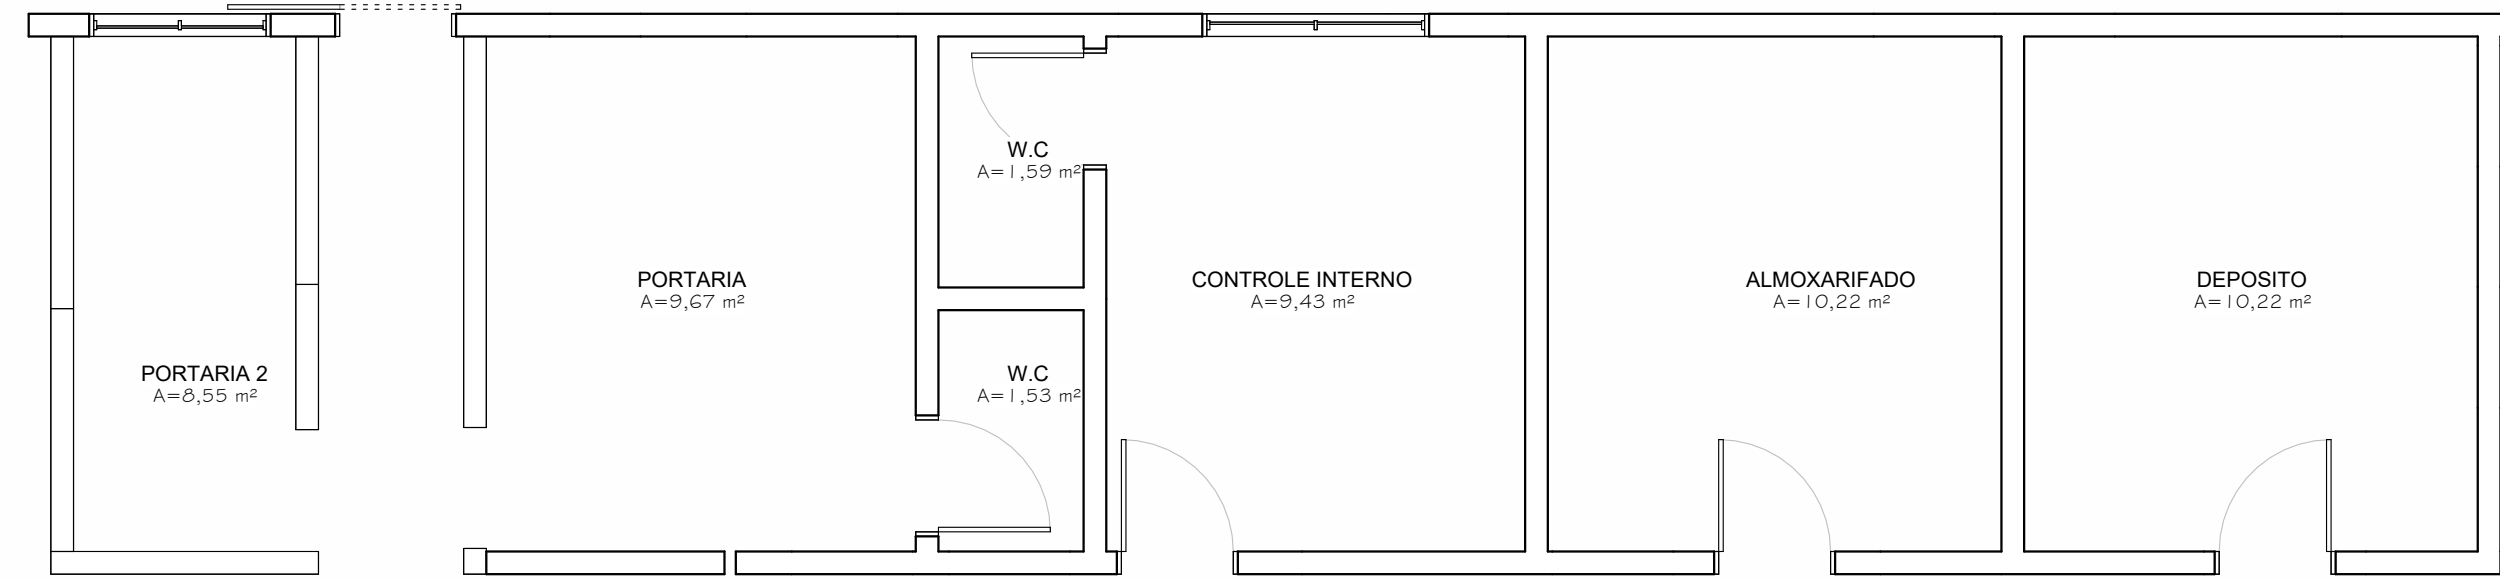 W.C
A=1,59 m²
PORTARIA
A=9,67 m²
CONTROLE INTERNO
A=9,43 m²
ALMOXARIFADO
A=10,22 m²
DEPOSITO
A=10,22 m²
PORTARIA 2
A=8,55 m²
W.C
A=1,53 m²